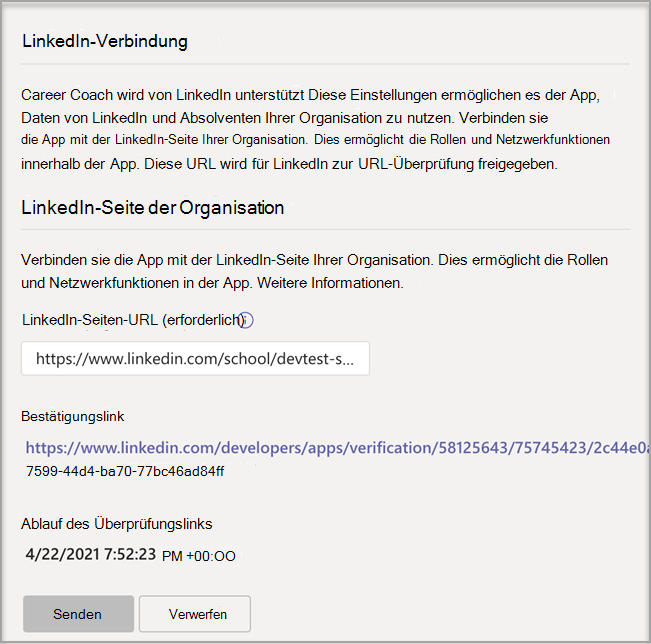 LinkedIn-Verbindung
Career Coach wird von LinkedIn unterstützt Diese Einstellungen ermöglichen es der App,
Daten von LinkedIn und Absolventen Ihrer Organisation zu nutzen. Verbinden sie
die App mit der LinkedIn-Seite Ihrer Organisation. Dies ermöglicht die Rollen und Netzwerkfunktionen
innerhalb der App. Diese URL wird für LinkedIn zur URL-Überprüfung freigegeben.
LinkedIn-Seite der Organisation
Verbinden sie die App mit der LinkedIn-Seite Ihrer Organisation. Dies ermöglicht die Rollen
und Netzwerkfunktionen in der App. Weitere Informationen.
LinkedIn-Seiten-URL (erforderlich)
https://www.linkedin.com/school/devtest-s...
Bestätigungslink
https://www.linkedin.com/developers/apps/verification/58125643/75745423/2c44e0a
7599-44d4-ba70-77bc46ad84ff
Ablauf des Überprüfungslinks
4/22/2021 7:52:23 PM +00:OO
Senden Verwerfen